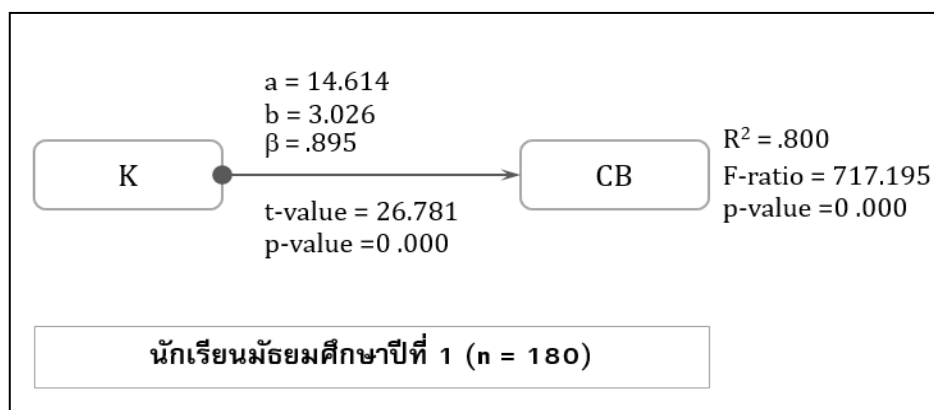 a = 14.614
b = 3.026
β = .895
K
CB
R² = .800
F-ratio = 717.195
p-value =0 .000
t-value = 26.781
p-value =0 .000
นักเรียนมัธยมศึกษาปีที่ 1 (n = 180)